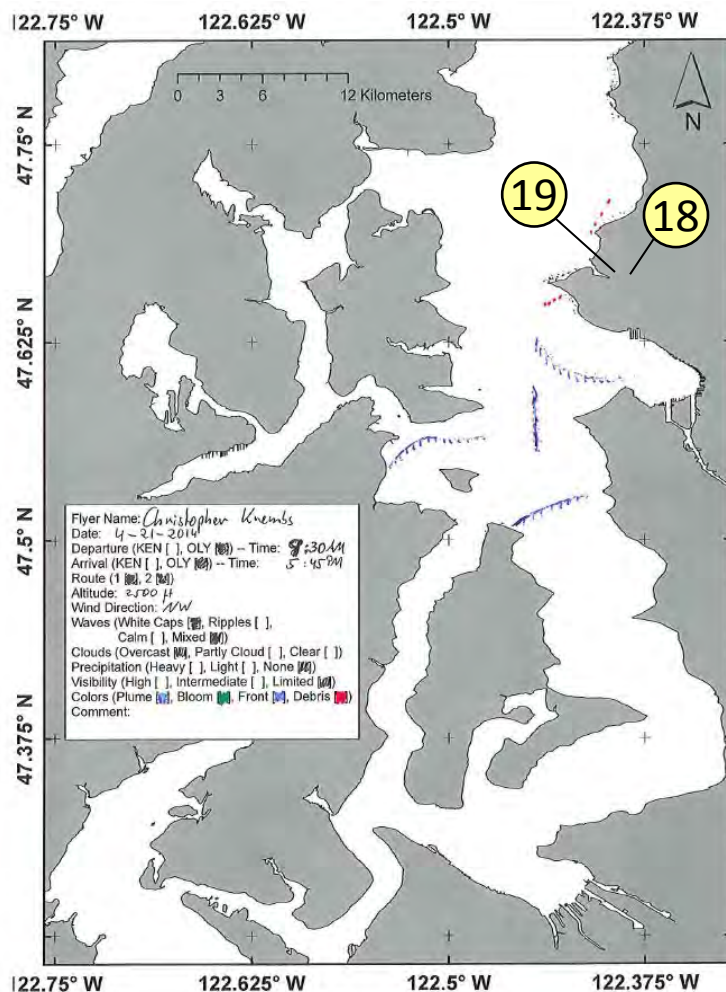 122.75° W 122.625° W 122.5° W 122.375° W
0 3 6 12 Kilometers
N
47.75° N
19
18
47.625° N
47.5° N
47.375° N
Flyer Name: Christopher Krembs
Date: 4-21-2014
Departure (KEN [ ], OLY [ ]) -- Time: 9:30AM
Arrival (KEN [ ], OLY [ ]) -- Time: 5:45PM
Route (1 [ ], 2 [ ])
Altitude: 2500 ft
Wind Direction: NW
Waves (White Caps [ ], Ripples [ ],
Calm [ ], Mixed [ ])
Clouds (Overcast [ ], Partly Cloud [ ], Clear [ ])
Precipitation (Heavy [ ], Light [ ], None [ ])
Visibility (High [ ], Intermediate [ ], Limited [ ])
Colors (Plume [ ], Bloom [ ], Front [ ], Debris [ ])
Comment:
122.75° W 122.625° W 122.5° W 122.375° W